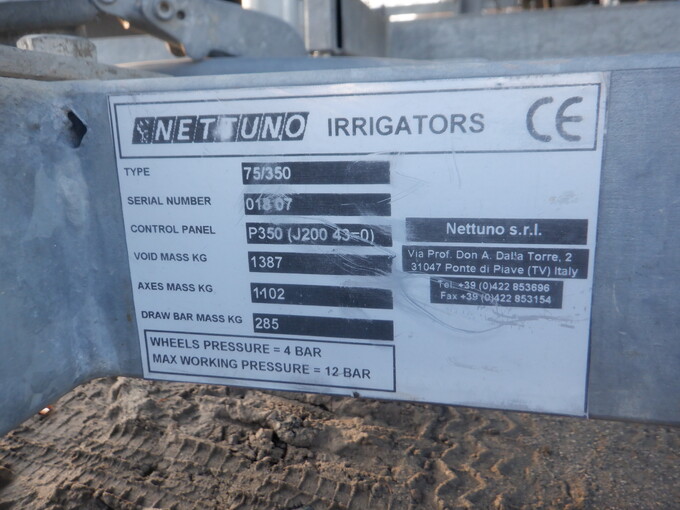 NETTUNO IRRIGATORS CE
TYPE 75/350
SERIAL NUMBER 018 07
CONTROL PANEL P350 (J200 43=0)
VOID MASS KG 1387
AXES MASS KG 1102
DRAW BAR MASS KG 285
WHEELS PRESSURE = 4 BAR
MAX WORKING PRESSURE = 12 BAR
Nettuno s.r.l.
Via Prof. Don A. Dalla Torre, 2
31047 Ponte di Piave (TV) Italy
Tel. +39 (0)422 853696
Fax +39 (0)422 853154